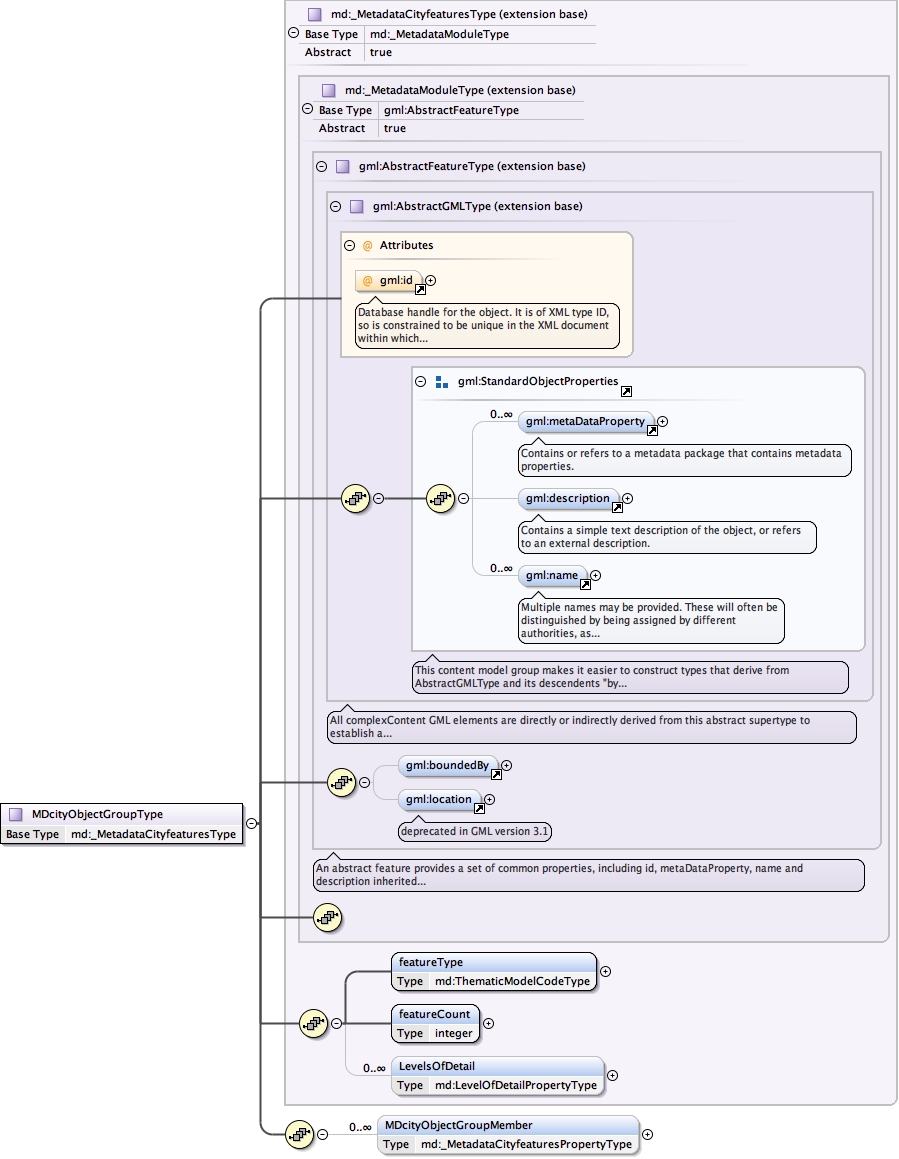 md:_MetadataCityfeaturesType (extension base)
Base Type md:_MetadataModuleType
Abstract true
md:_MetadataModuleType (extension base)
Base Type gml:AbstractFeatureType
Abstract true
gml:AbstractFeatureType (extension base)
gml:AbstractGMLType (extension base)
@ Attributes
@ gml:id
Database handle for the object. It is of XML type ID,
so is constrained to be unique in the XML document
within which...
gml:StandardObjectProperties
0..∞
gml:metaDataProperty
Contains or refers to a metadata package that contains metadata
properties.
gml:description
Contains a simple text description of the object, or refers
to an external description.
0..∞
gml:name
Multiple names may be provided. These will often be
distinguished by being assigned by different
authorities, as...
This content model group makes it easier to construct types that derive from
AbstractGMLType and its descendents "by...
All complexContent GML elements are directly or indirectly derived from this abstract supertype to
establish a...
gml:boundedBy
gml:location
deprecated in GML version 3.1
MDcityObjectGroupType
Base Type md:_MetadataCityfeaturesType
An abstract feature provides a set of common properties, including id, metaDataProperty, name and
description inherited...
featureType
Type md:ThematicModelCodeType
featureCount
Type integer
0..∞
LevelsOfDetail
Type md:LevelOfDetailPropertyType
0..∞
MDcityObjectGroupMember
Type md:_MetadataCityfeaturesPropertyType